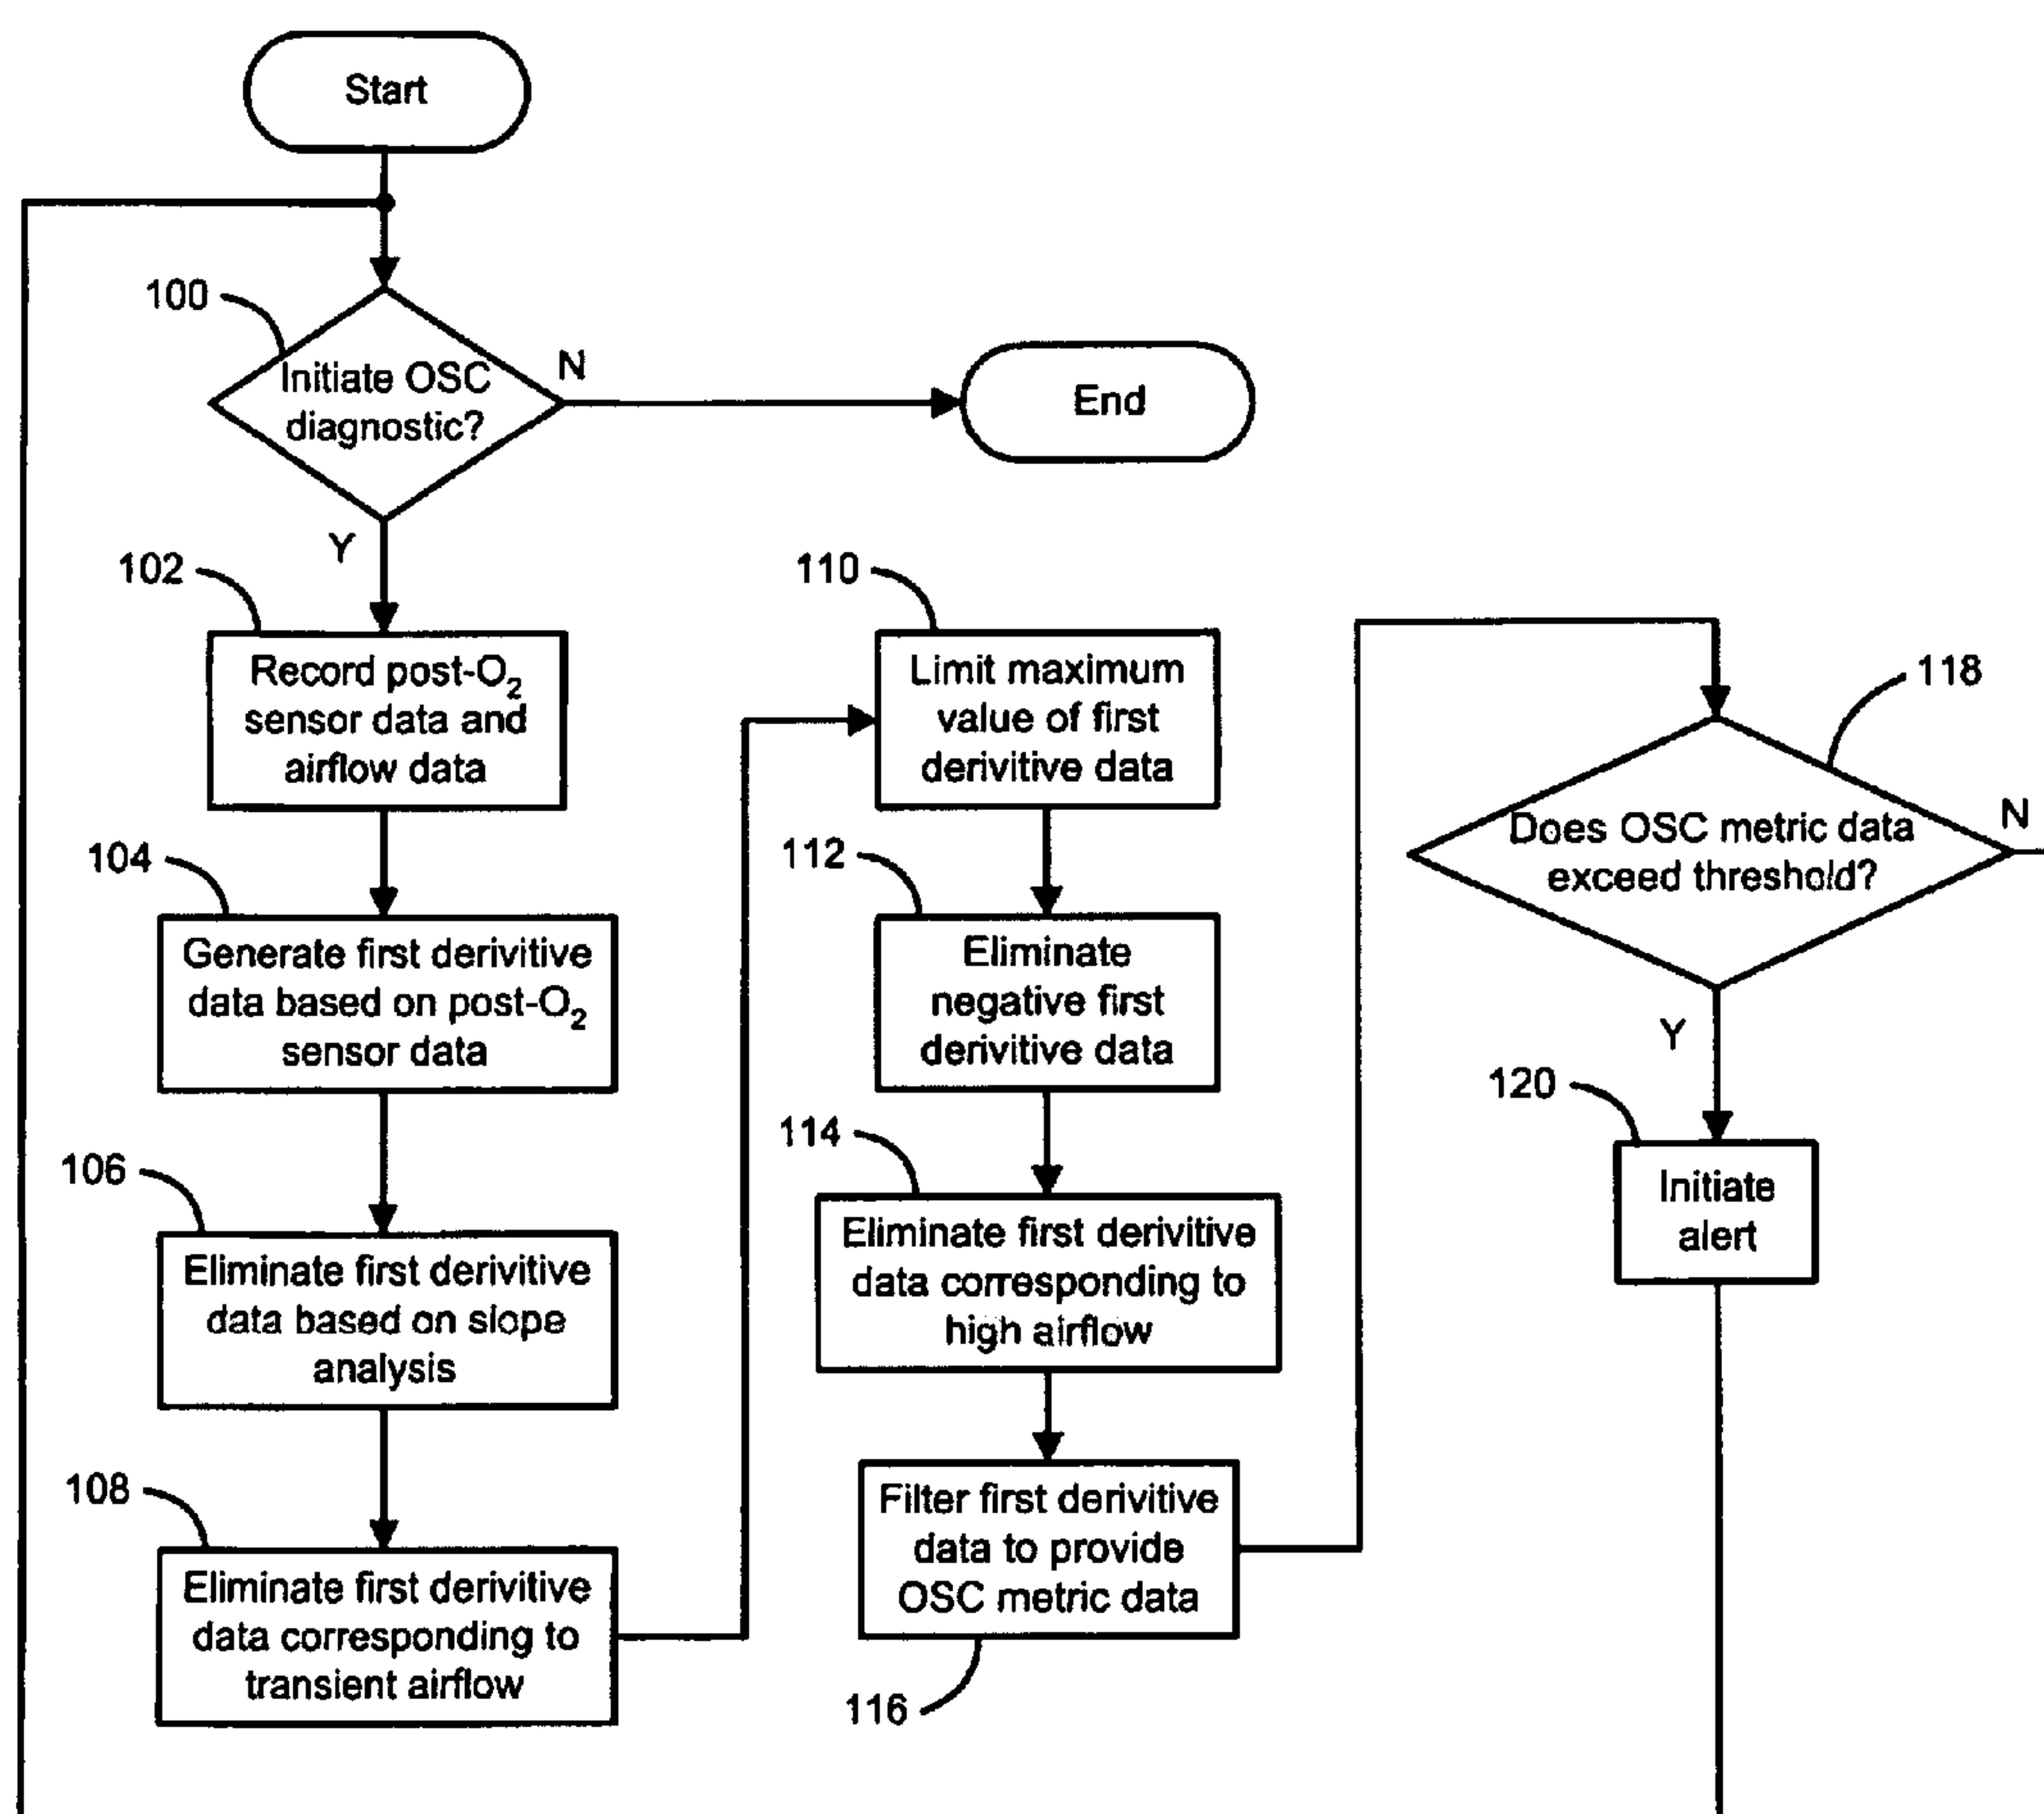 Start
100
Initiate OSC
diagnostic?
N
End
Y
102
Record post-O₂
sensor data and
airflow data
104
Generate first derivitive
data based on post-O₂
sensor data
106
Eliminate first derivitive
data based on slope
analysis
108
Eliminate first derivitive
data corresponding to
transient airflow
110
Limit maximum
value of first
derivitive data
112
Eliminate
negative first
derivitive data
114
Eliminate first derivitive
data corresponding to
high airflow
Filter first derivitive
data to provide
OSC metric data
116
118
Does OSC metric data
exceed threshold?
N
Y
120
Initiate
alert